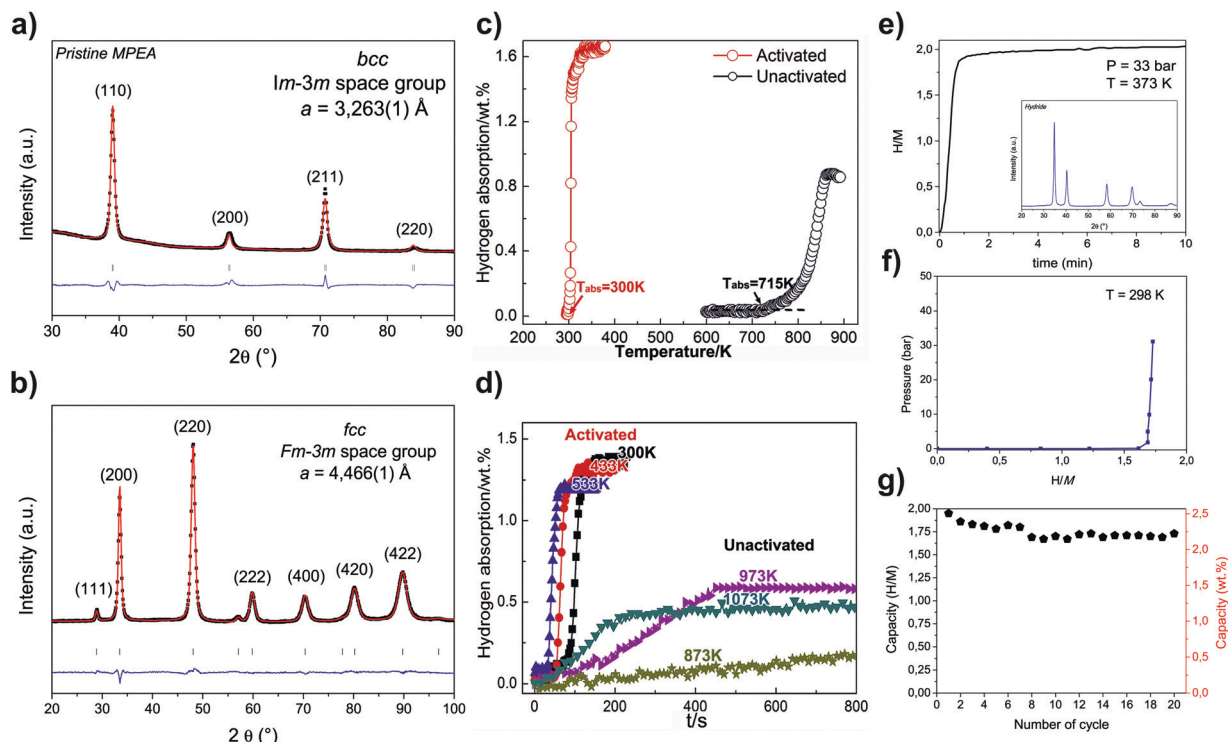 a)
Pristine MPEA
bcc
Im-3m space group
a = 3,263(1) Å
(110)
(200)
(211)
(220)
Intensity (a.u.)
30 40 50 60 70 80 90
2θ (°)
b)
fcc
Fm-3m space group
a = 4,466(1) Å
(111)
(200)
(220)
(222)
(400)
(420)
(422)
Intensity (a.u.)
20 30 40 50 60 70 80 90 100
2 θ (°)
c)
Hydrogen absorption/wt.%
1.6
1.2
0.8
0.4
0.0
Activated
Unactivated
Tabs=300K
Tabs=715K
200 300 400 500 600 700 800 900
Temperature/K
d)
Hydrogen absorption/wt.%
1.5
1.0
0.5
0.0
Activated
300K
433K
533K
Unactivated
973K
1073K
873K
0 200 400 600 800
t/s
e)
H/M
2,0
1,5
1,0
0,5
0,0
P = 33 bar
T = 373 K
Hydride
Intensity (a.u.)
20 30 40 50 60 70 80 90
2θ (°)
0 2 4 6 8 10
time (min)
f)
Pressure (bar)
50
40
30
20
10
0
T = 298 K
0,0 0,5 1,0 1,5 2,0
H/M
g)
Capacity (H/M)
2,00
1,75
1,50
1,25
1,00
0,75
0,50
0,25
0,00
Capacity (wt.%)
2,5
2,0
1,5
1,0
0,5
0,0
0 2 4 6 8 10 12 14 16 18 20
Number of cycle